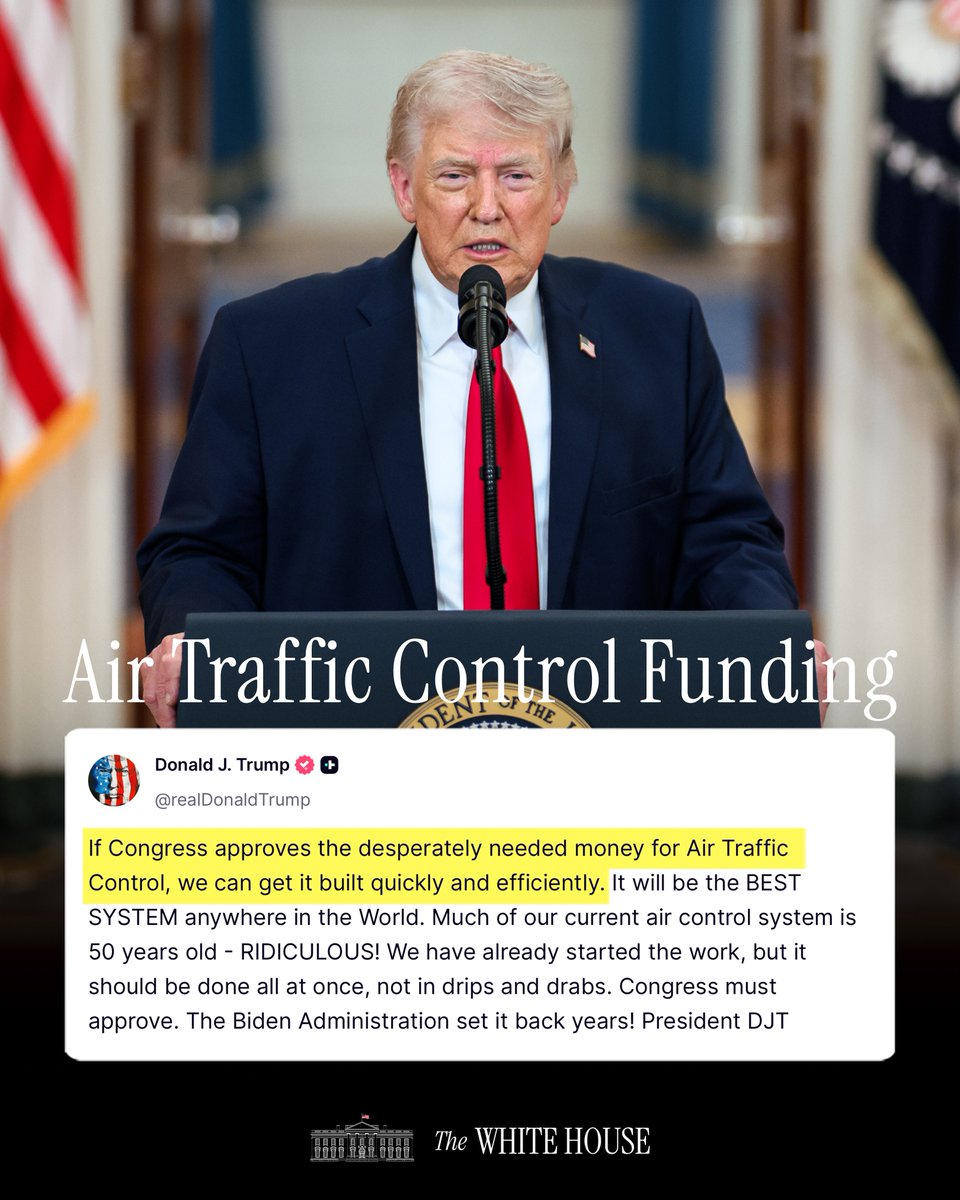 Air Traffic Control Funding
DENT OF THE
Donald J. Trump
@realDonaldTrump
If Congress approves the desperately needed money for Air Traffic
Control, we can get it built quickly and efficiently. It will be the BEST
SYSTEM anywhere in the World. Much of our current air control system is
50 years old - RIDICULOUS! We have already started the work, but it
should be done all at once, not in drips and drabs. Congress must
approve. The Biden Administration set it back years! President DJT
The WHITE HOUSE